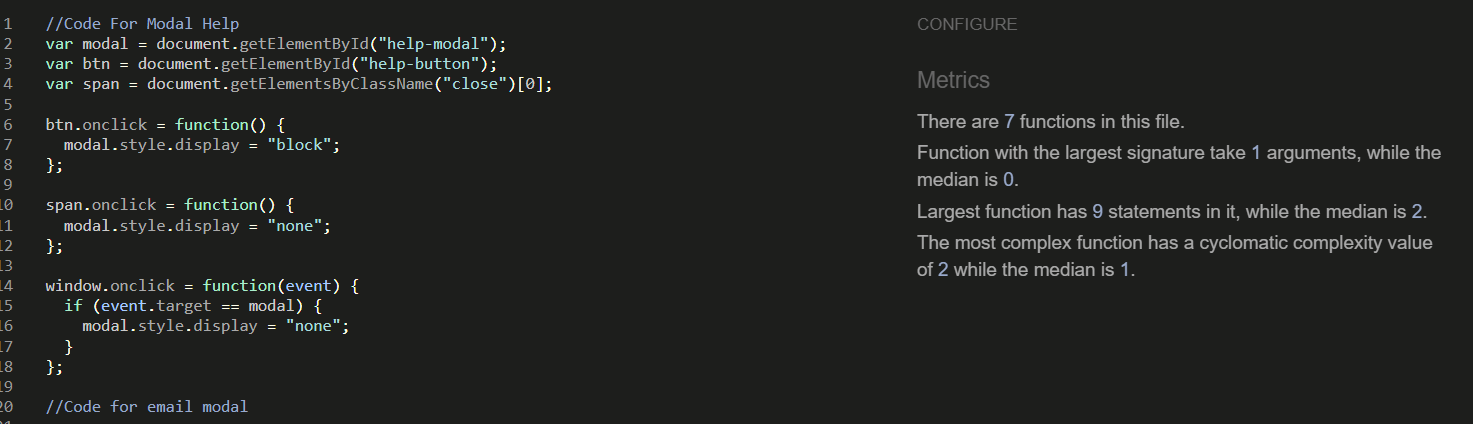 1 //Code For Modal Help
2 var modal = document.getElementById("help-modal");
3 var btn = document.getElementById("help-button");
4 var span = document.getElementsByClassName("close")[0];
5
6 btn.onclick = function() {
7 modal.style.display = "block";
8 };
9
10 span.onclick = function() {
11 modal.style.display = "none";
12 };
13
14 window.onclick = function(event) {
15 if (event.target == modal) {
16 modal.style.display = "none";
17 }
18 };
19
20 //Code for email modal
CONFIGURE
Metrics
There are 7 functions in this file.
Function with the largest signature take 1 arguments, while the
median is 0.
Largest function has 9 statements in it, while the median is 2.
The most complex function has a cyclomatic complexity value
of 2 while the median is 1.